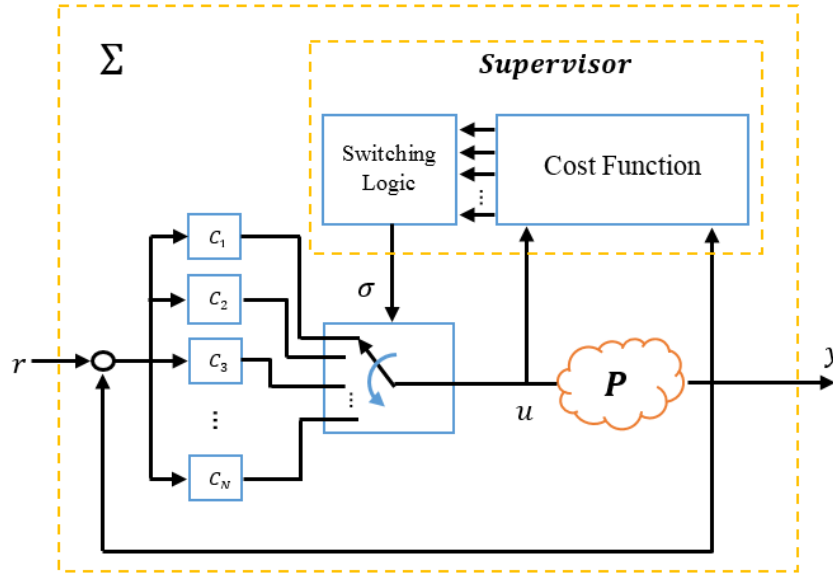 Σ
Supervisor
Switching
Logic
Cost Function
C1
C2
C3
CN
σ
r
u
P
y